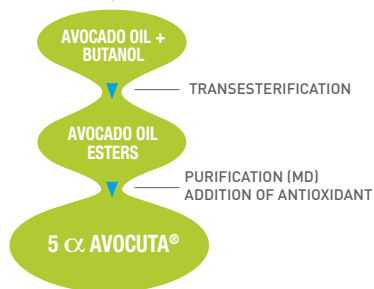 AVOCADO OIL +
BUTANOL
TRANSESTERIFICATION
AVOCADO OIL
ESTERS
PURIFICATION (MD)
ADDITION OF ANTIOXIDANT
5 α AVOCUTA®